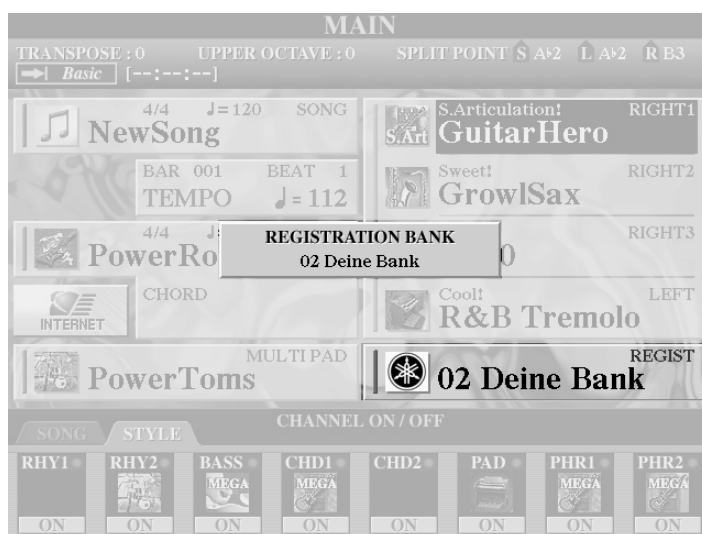 MAIN
TRANSPOSE : 0 UPPER OCTAVE : 0 SPLIT POINT S A♭2 L A♭2 R B3
Basic [--:--:--]
4/4 ♩= 120 SONG
NewSong
S.Articulation! RIGHT1
S.Art GuitarHero
BAR 001 BEAT 1
TEMPO ♩= 112
Sweet! RIGHT2
GrowlSax
4/4
PowerRo
REGISTRATION BANK
02 Deine Bank
RIGHT3
0
INTERNET
CHORD
Cool! LEFT
R&B Tremolo
MULTI PAD
PowerToms
REGIST
02 Deine Bank
SONG STYLE CHANNEL ON / OFF
RHY1 RHY2 BASS CHD1 CHD2 PAD PHR1 PHR2
MEGA MEGA MEGA MEGA
ON ON ON ON ON ON ON ON